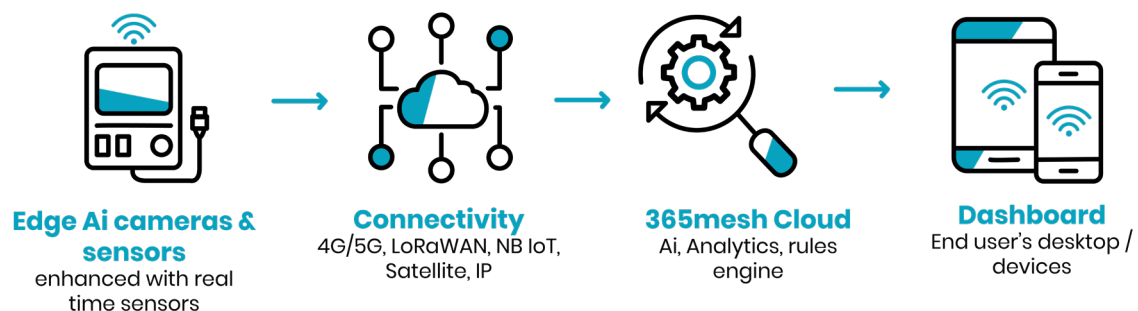 Edge Ai cameras &
sensors
enhanced with real
time sensors
Connectivity
4G/5G, LoRaWAN, NB IoT,
Satellite, IP
365mesh Cloud
Ai, Analytics, rules
engine
Dashboard
End user's desktop /
devices